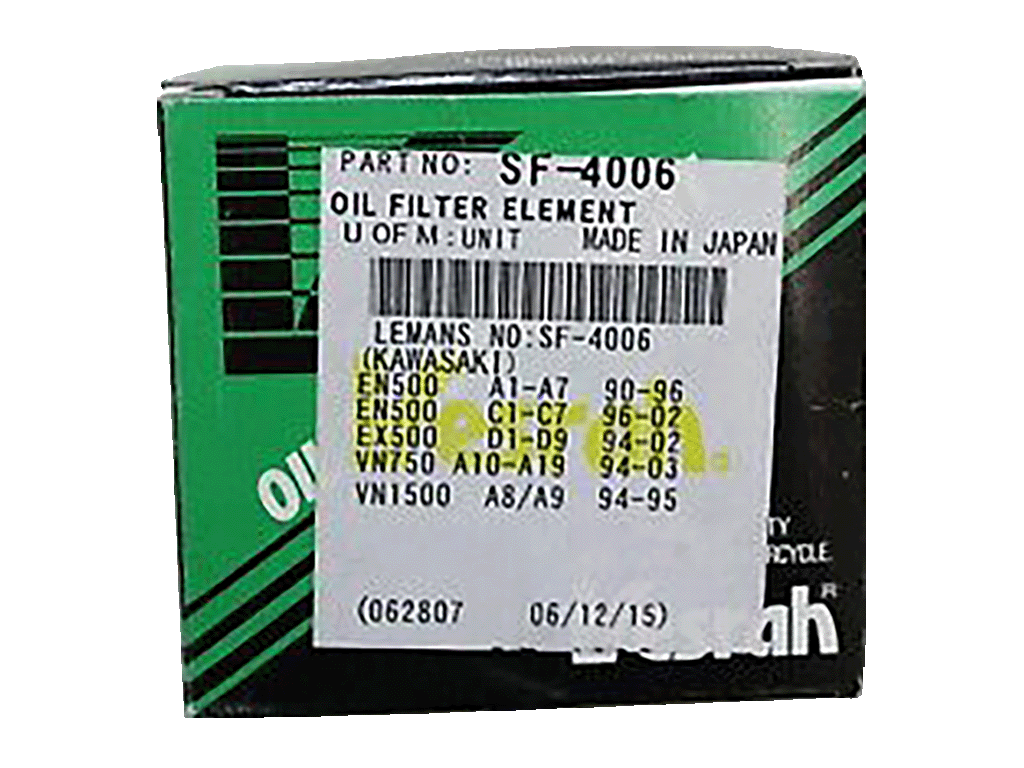 PART NO: SF-4006
OIL FILTER ELEMENT
U OF M : UNIT MADE IN JAPAN
LEMANS NO:SF-4006
(KAWASAKI)
EN500 A1-A7 90-96
EN500 C1-C7 96-02
EX500 D1-D9 94-02
VN750 A10-A19 94-03
VN1500 A8/A9 94-95
(062807 06/12/15)